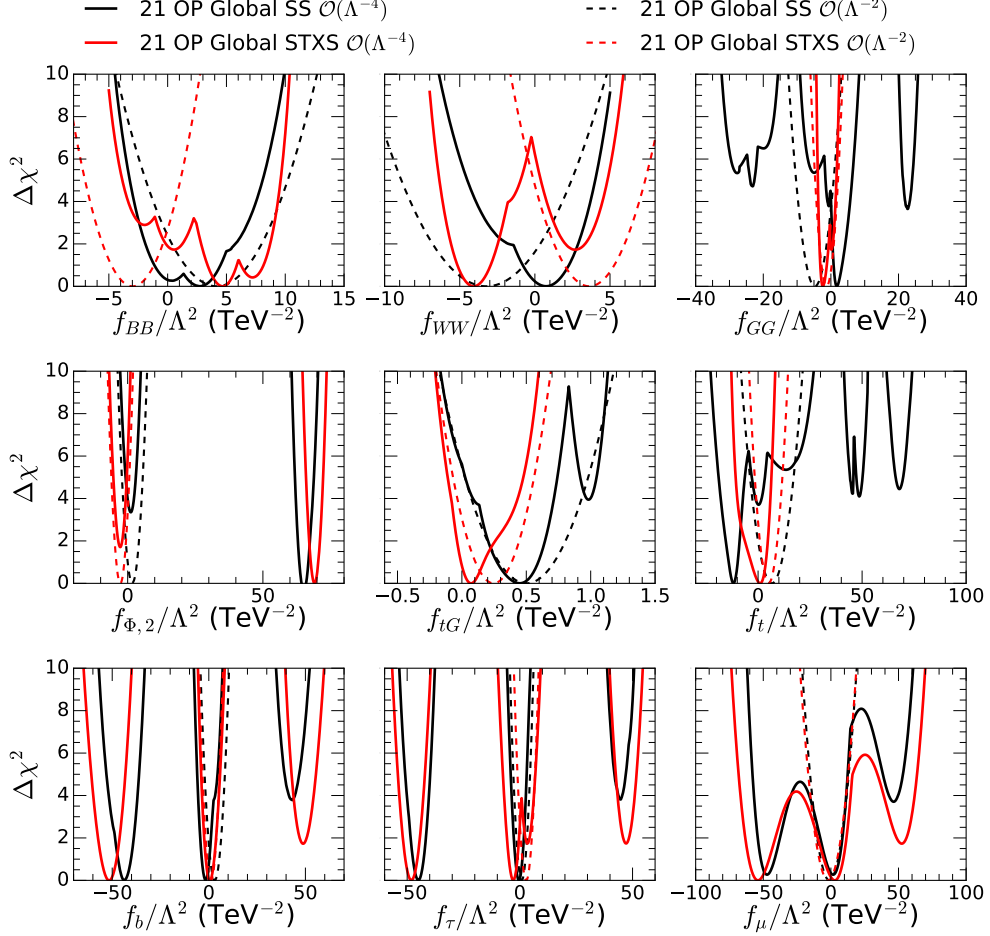 21 OP Global SS O(Λ⁻⁴)
21 OP Global SS O(Λ⁻²)
21 OP Global STXS O(Λ⁻⁴)
21 OP Global STXS O(Λ⁻²)
10
8
6
4
2
0
Δχ²
−5 0 5 10 15
−10 −5 0 5
−40 −20 0 20 40
f_BB/Λ² (TeV⁻²)
f_WW/Λ² (TeV⁻²)
f_GG/Λ² (TeV⁻²)
10
8
6
4
2
0
Δχ²
0 50
−0.5 0.0 0.5 1.0 1.5
0 50 100
f_Φ,2/Λ² (TeV⁻²)
f_tG/Λ² (TeV⁻²)
f_t/Λ² (TeV⁻²)
10
8
6
4
2
0
Δχ²
−50 0 50
−50 0 50
−100 −50 0 50 100
f_b/Λ² (TeV⁻²)
f_τ/Λ² (TeV⁻²)
f_μ/Λ² (TeV⁻²)